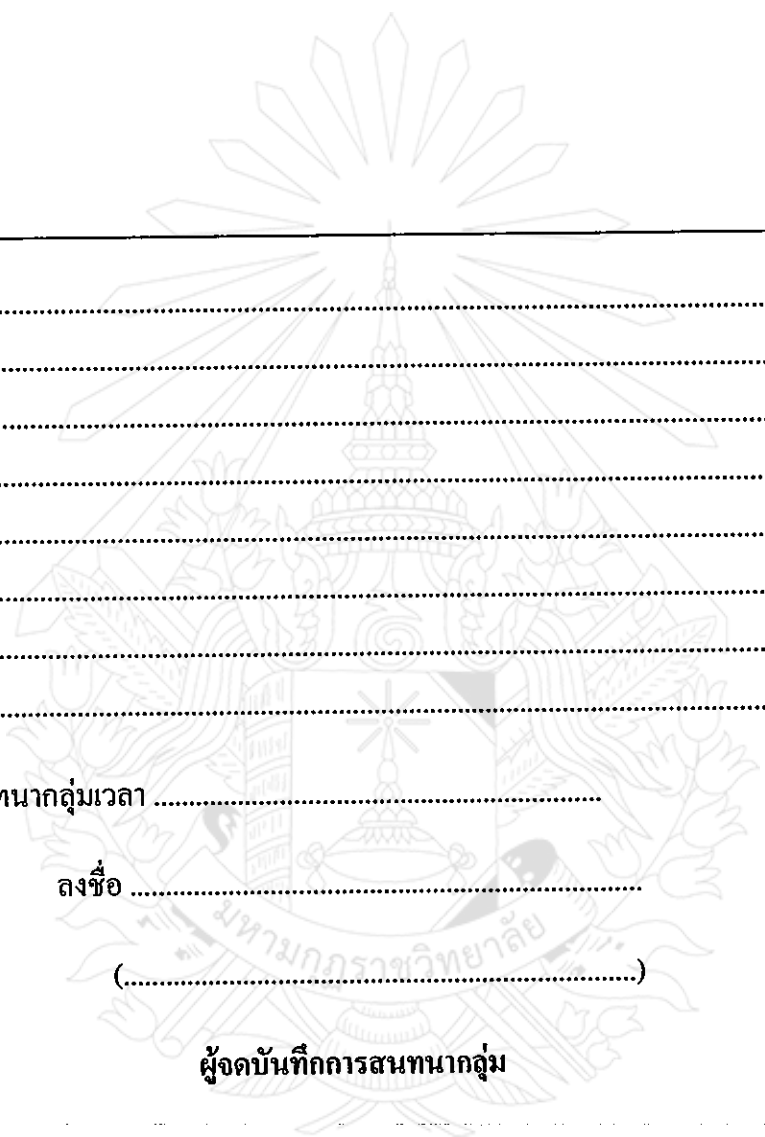 ทนากลุ่มเวลา ................................................................
ลงชื่อ .........................................................................
(.........................................................................)
มหามกุฏราชวิทยาลัย
ผู้จดบันทึกการสนทนากลุ่ม